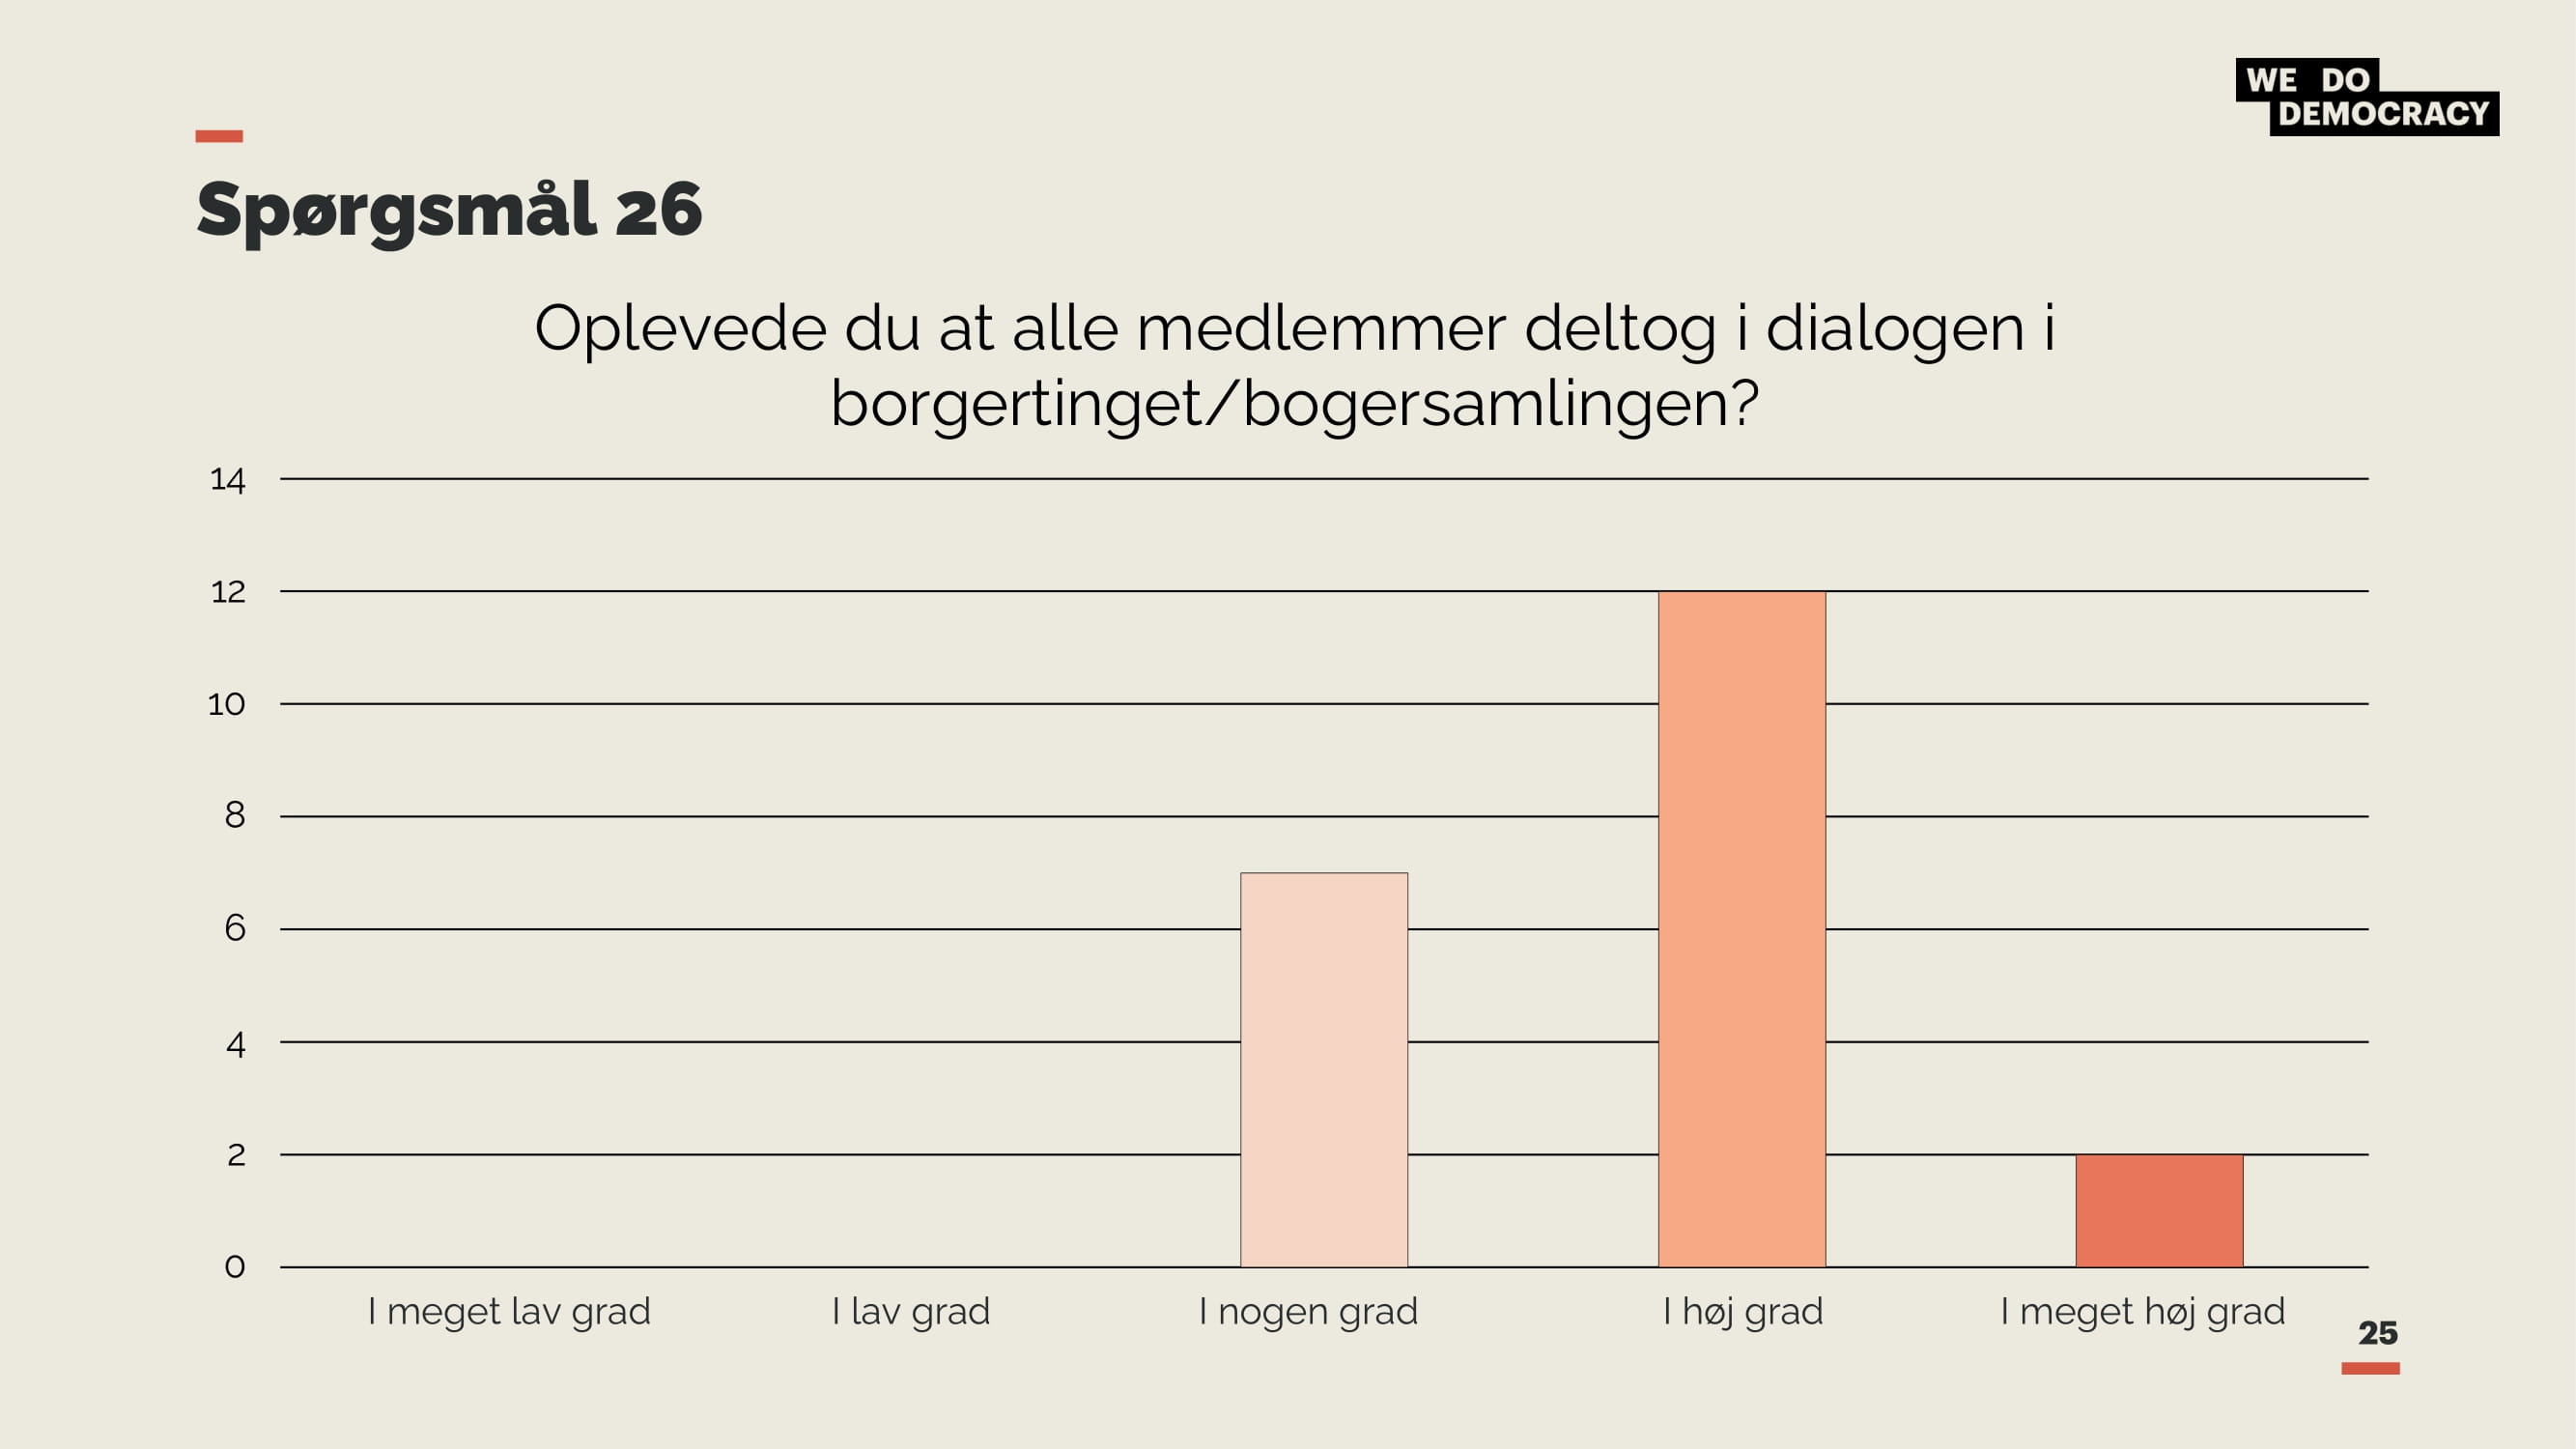 WE DO
DEMOCRACY
Spørgsmål 26
Oplevede du at alle medlemmer deltog i dialogen i
borgertinget/bogersamlingen?
14
12
10
8
6
4
2
0
I meget lav grad
I lav grad
I nogen grad
I høj grad
I meget høj grad
25